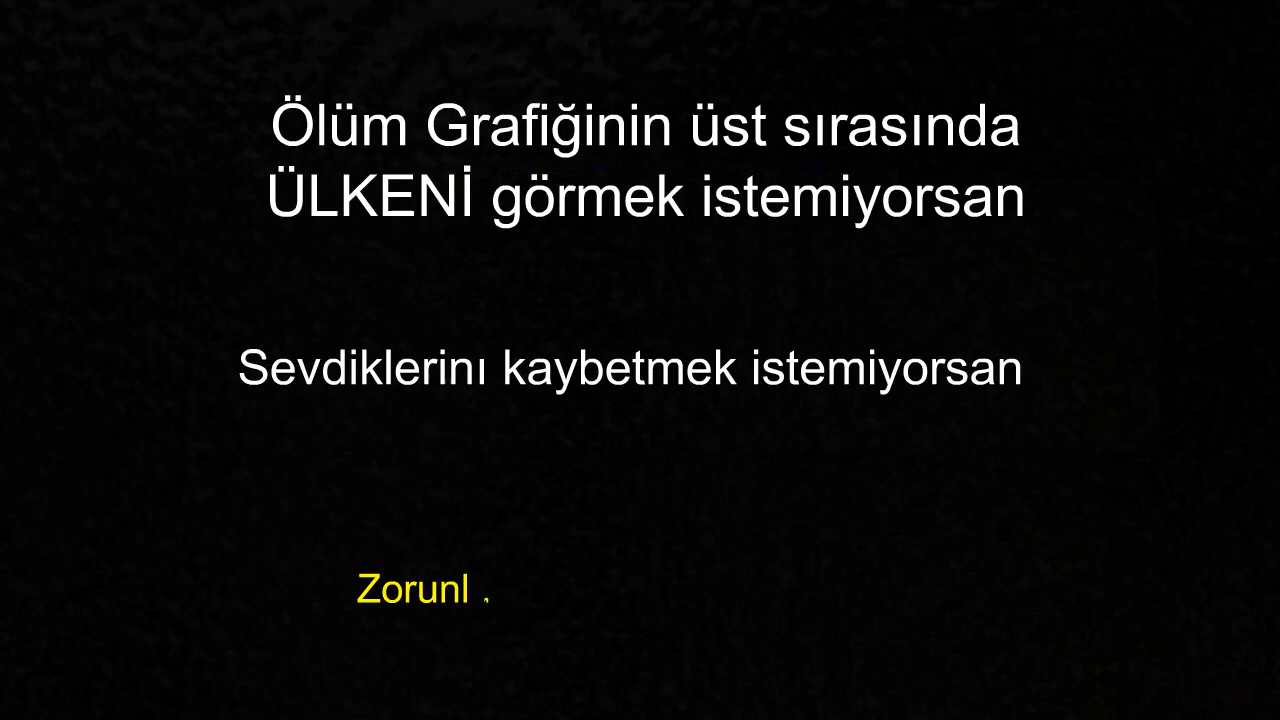 Ölüm Grafiğinin üst sırasında
ÜLKENİ görmek istemiyorsan
Sevdiklerinı kaybetmek istemiyorsan
Zorunl